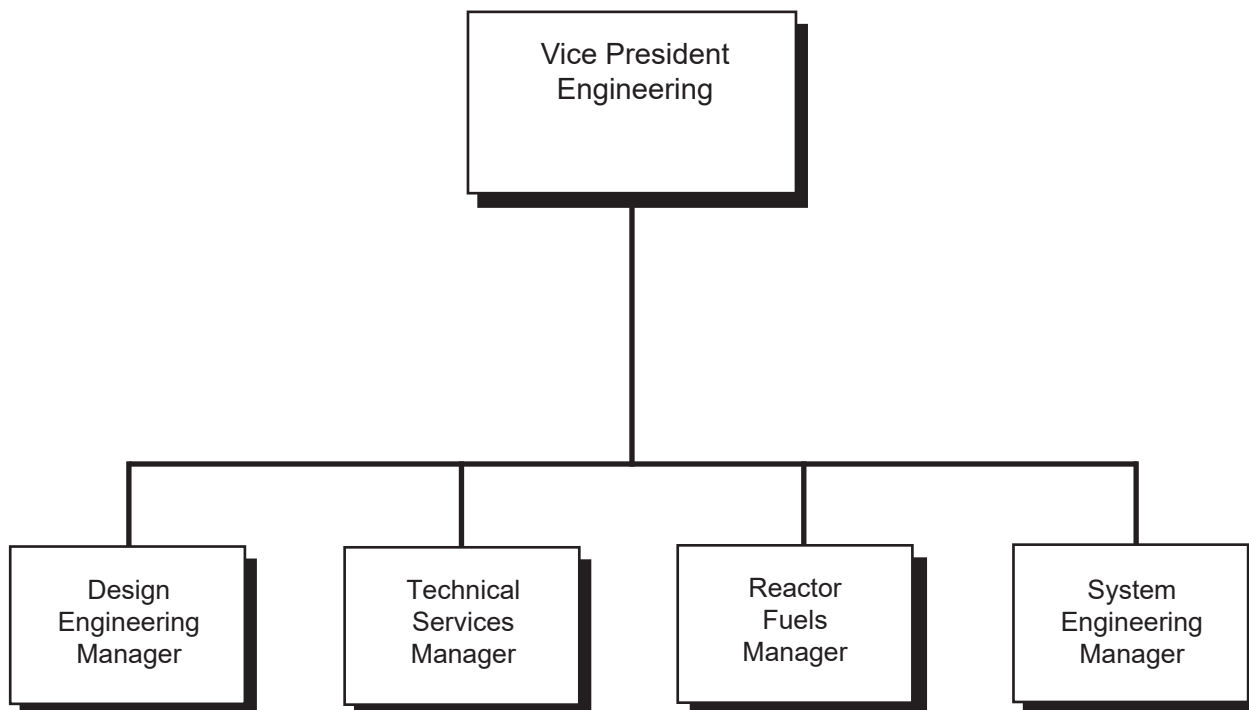 Vice President
Engineering
Design
Engineering
Manager
Technical
Services
Manager
Reactor
Fuels
Manager
System
Engineering
Manager